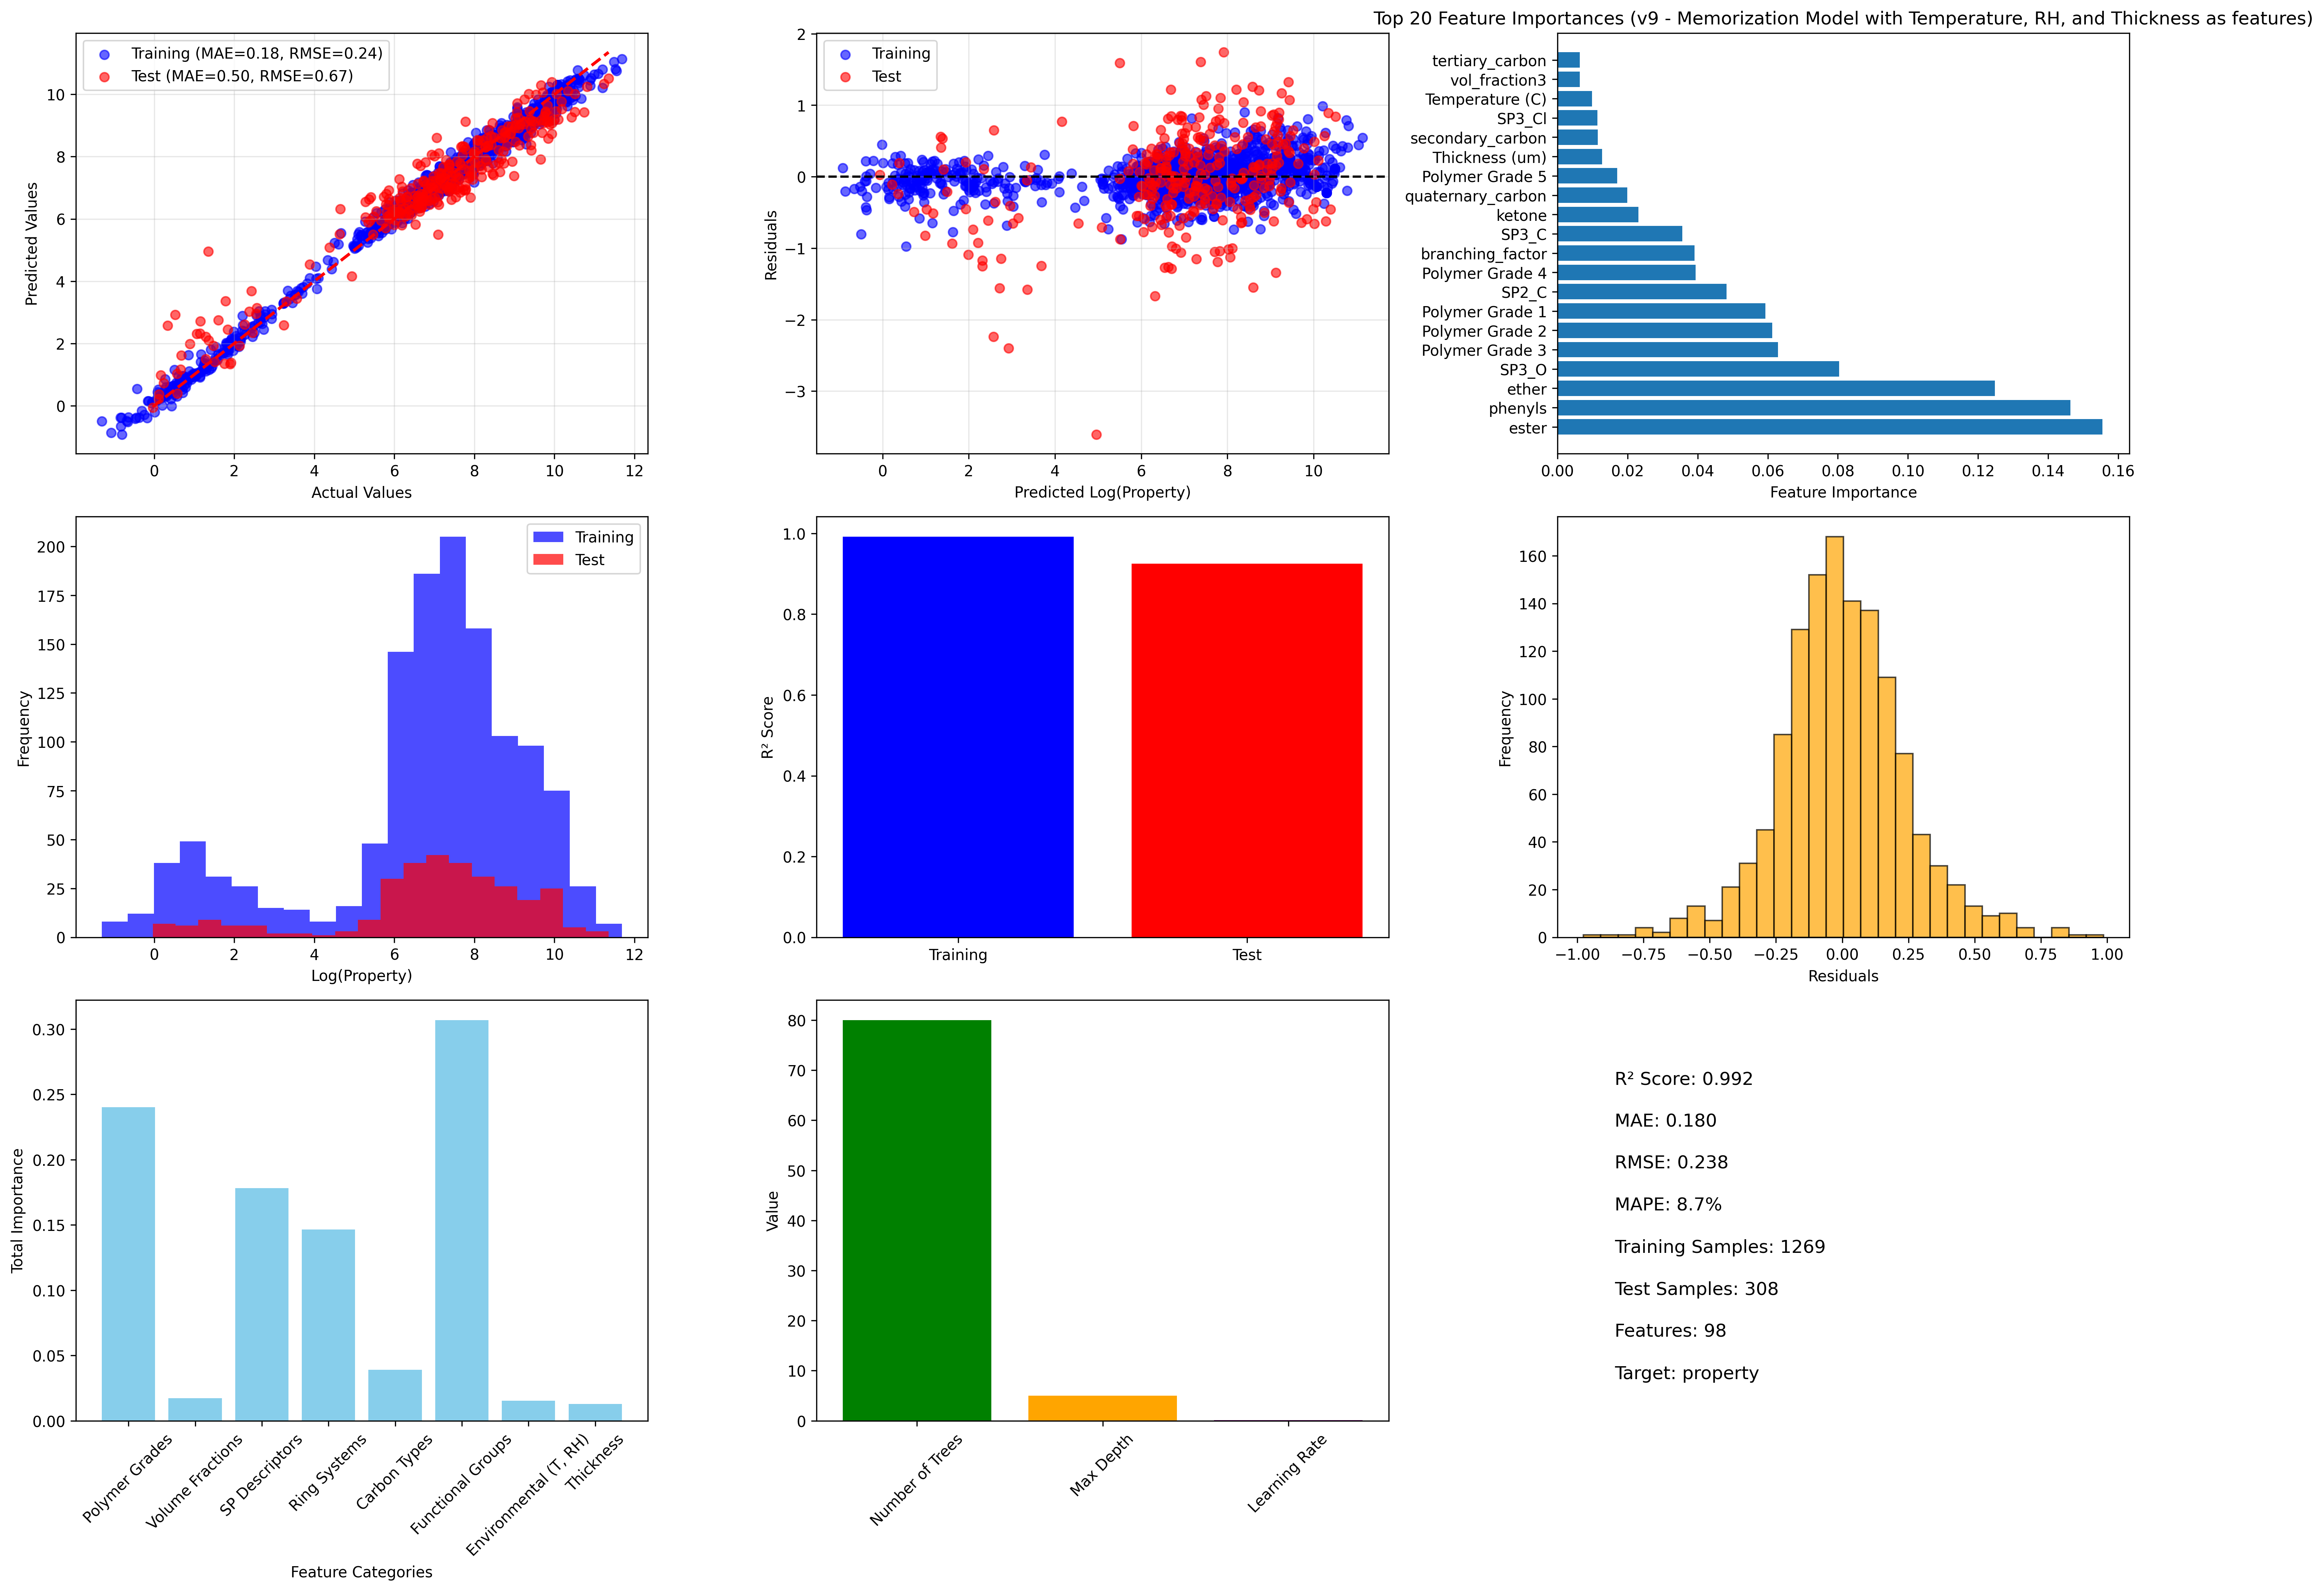 Top 20 Feature Importances (v9 - Memorization Model with Temperature, RH, and Thickness as features)
Training (MAE=0.18, RMSE=0.24)
Test (MAE=0.50, RMSE=0.67)
Predicted Values
10
8
6
4
2
0
0 2 4 6 8 10 12
Actual Values
Training
Test
Residuals
2
1
0
−1
−2
−3
0 2 4 6 8 10
Predicted Log(Property)
tertiary_carbon
vol_fraction3
Temperature (C)
SP3_Cl
secondary_carbon
Thickness (um)
Polymer Grade 5
quaternary_carbon
ketone
SP3_C
branching_factor
Polymer Grade 4
SP2_C
Polymer Grade 1
Polymer Grade 2
Polymer Grade 3
SP3_O
ether
phenyls
ester
0.00 0.02 0.04 0.06 0.08 0.10 0.12 0.14 0.16
Feature Importance
Training
Test
Frequency
200
175
150
125
100
75
50
25
0
0 2 4 6 8 10 12
Log(Property)
R² Score
1.0
0.8
0.6
0.4
0.2
0.0
Training Test
Frequency
160
140
120
100
80
60
40
20
0
−1.00 −0.75 −0.50 −0.25 0.00 0.25 0.50 0.75 1.00
Residuals
Total Importance
0.30
0.25
0.20
0.15
0.10
0.05
0.00
Polymer Grades
Volume Fractions
SP Descriptors
Ring Systems
Carbon Types
Functional Groups
Environmental (T, RH)
Thickness
Feature Categories
Value
80
70
60
50
40
30
20
10
0
Number of Trees
Max Depth
Learning Rate
R² Score: 0.992
MAE: 0.180
RMSE: 0.238
MAPE: 8.7%
Training Samples: 1269
Test Samples: 308
Features: 98
Target: property